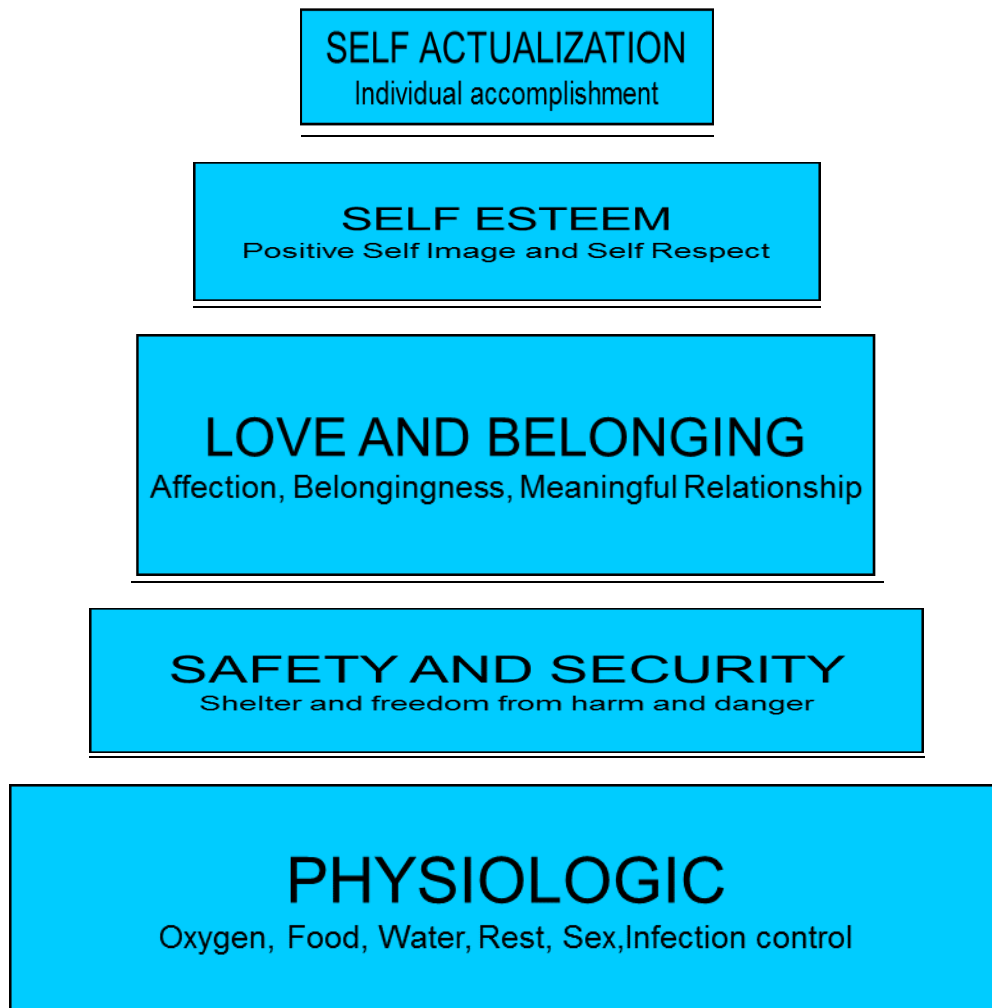 SELF ACTUALIZATION
Individual accomplishment
SELF ESTEEM
Positive Self Image and Self Respect
LOVE AND BELONGING
Affection, Belongingness, Meaningful Relationship
SAFETY AND SECURITY
Shelter and freedom from harm and danger
PHYSIOLOGIC
Oxygen, Food, Water, Rest, Sex,Infection control